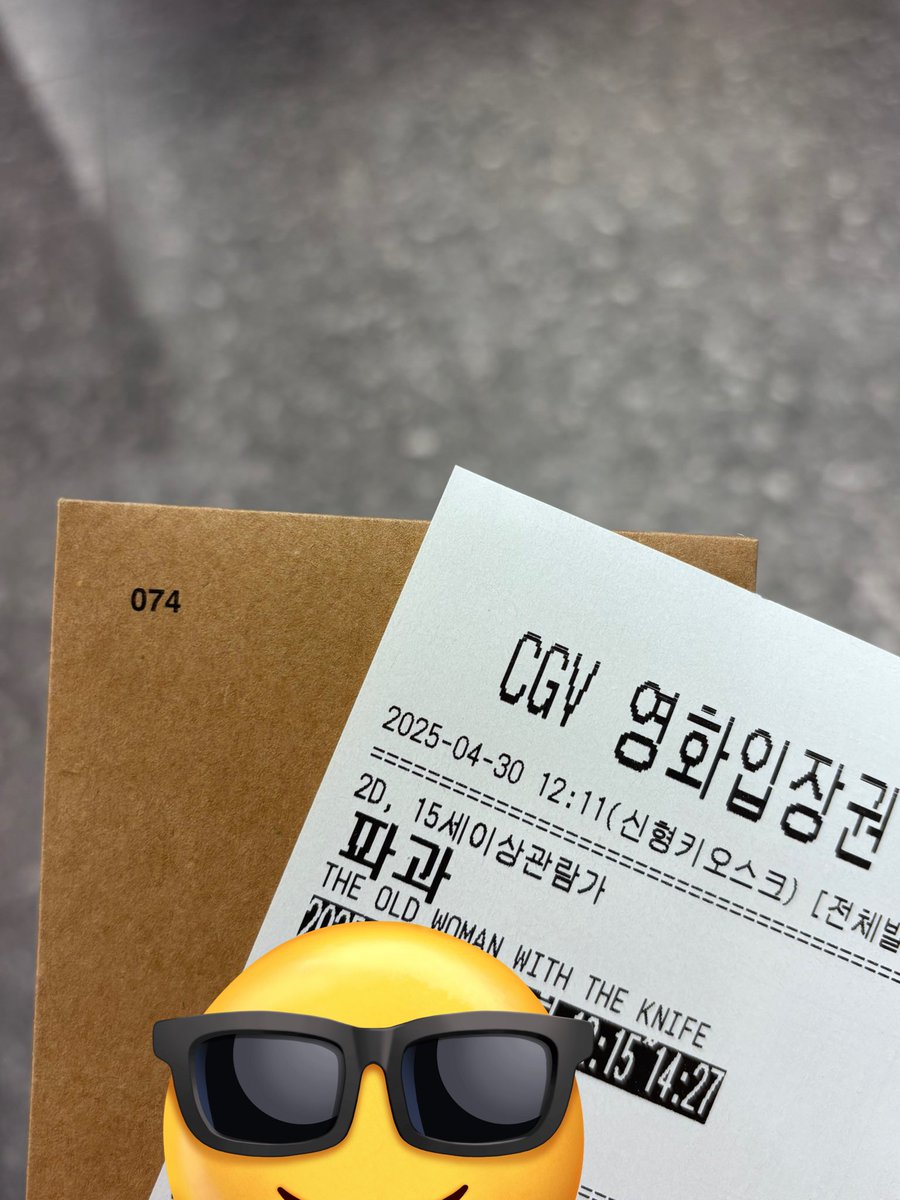 074
CGV 영화입장권
2025-04-30 12:11(신형키오스크) [전체발
2D, 15세이상관람가
파과
THE OLD WOMAN WITH THE KNIFE
:15~14:27